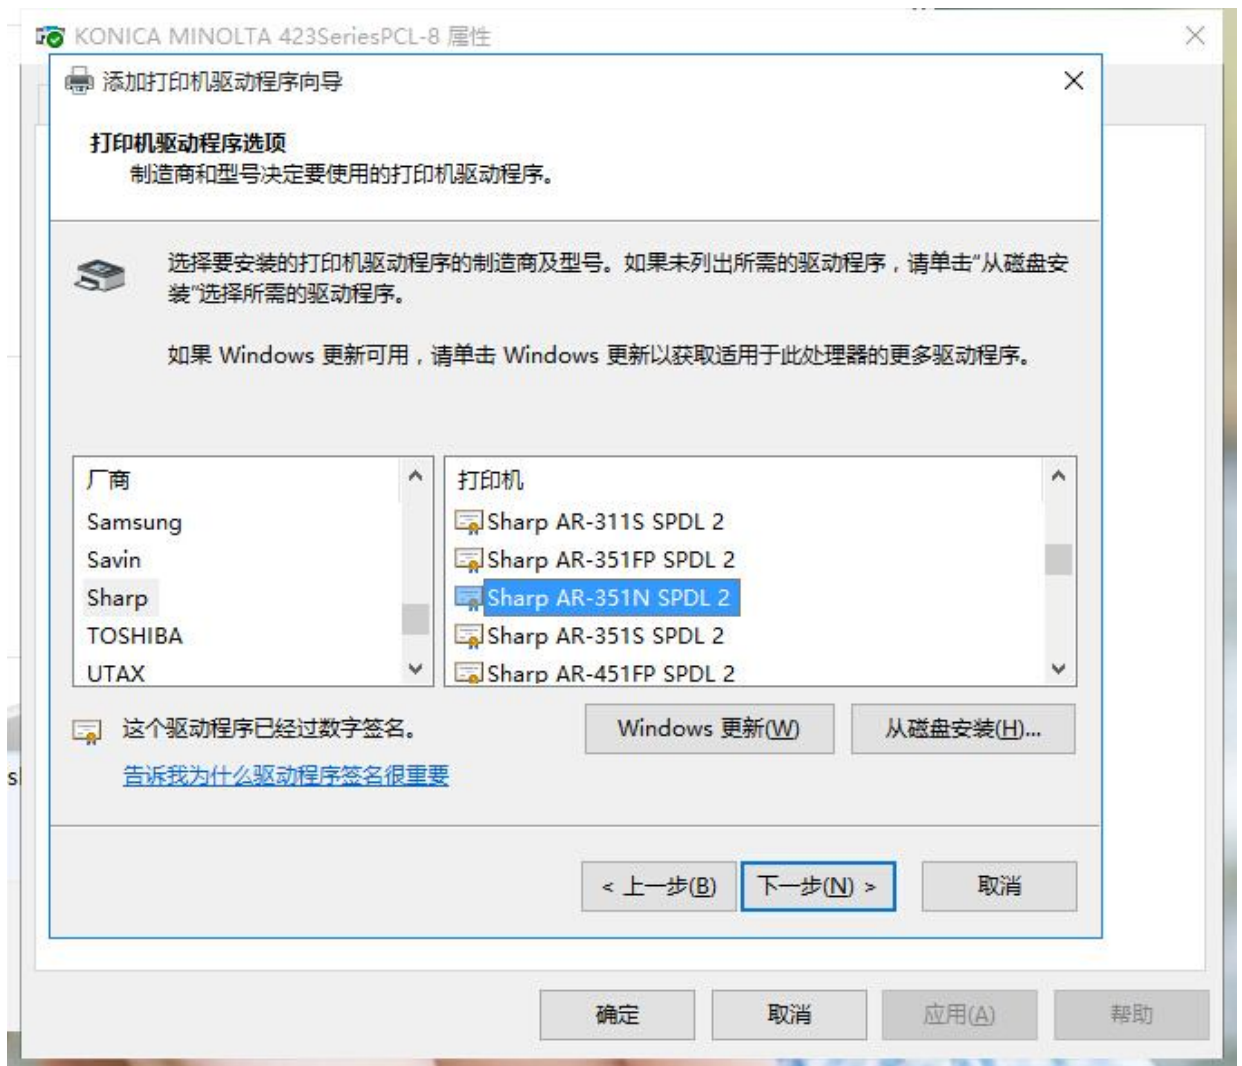 KONICA MINOLTA 423SeriesPCL-8 属性
添加打印机驱动程序向导
打印机驱动程序选项
制造商和型号决定要使用的打印机驱动程序。
选择要安装的打印机驱动程序的制造商及型号。如果未列出所需的驱动程序，请单击“从磁盘安
装”选择所需的驱动程序。
如果 Windows 更新可用，请单击 Windows 更新以获取适用于此处理器的更多驱动程序。
厂商
Samsung
Savin
Sharp
TOSHIBA
UTAX
打印机
Sharp AR-311S SPDL 2
Sharp AR-351FP SPDL 2
Sharp AR-351N SPDL 2
Sharp AR-351S SPDL 2
Sharp AR-451FP SPDL 2
这个驱动程序已经过数字签名。
告诉我为什么驱动程序签名很重要
Windows 更新(W)
从磁盘安装(H)...
< 上一步(B)
下一步(N) >
取消
确定
取消
应用(A)
帮助